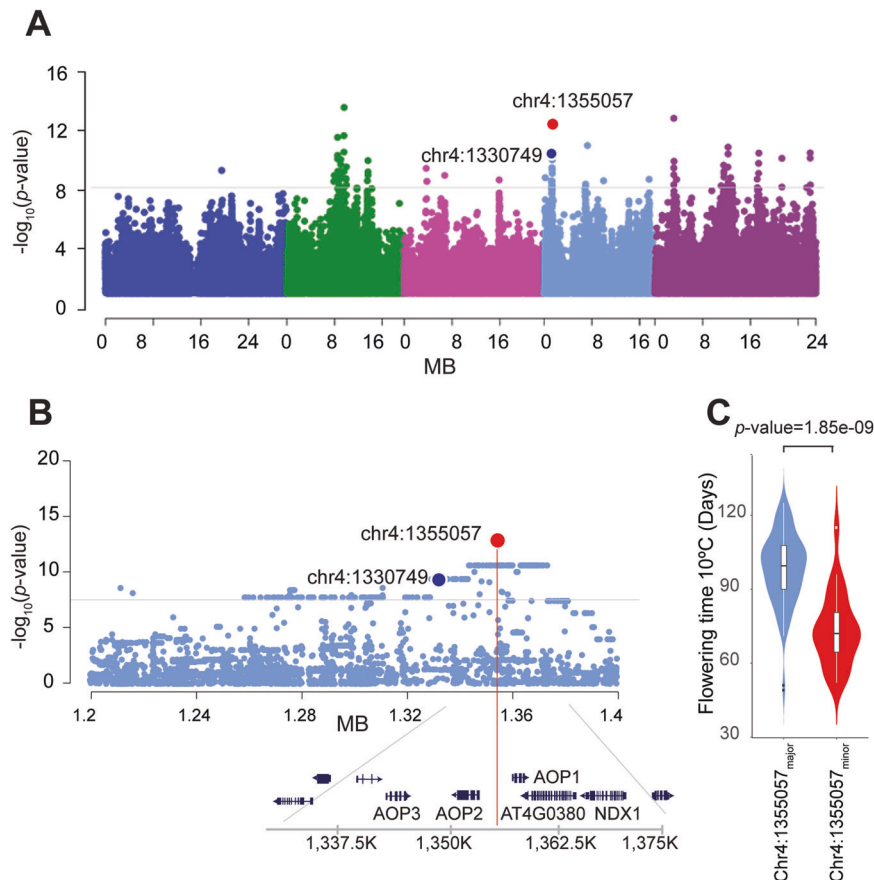 A
16
12
8
4
0
-log10(p-value)
chr4:1355057
chr4:1330749
0 8 16 24 0 8 16 0 8 16 0 8 16 0 8 16 24
MB
B
20
15
10
5
0
-log10(p-value)
chr4:1355057
chr4:1330749
1.2 1.24 1.28 1.32 1.36 1.4
MB
AOP1
AOP3 AOP2 AT4G0380 NDX1
1,337.5K 1,350K 1,362.5K 1,375K
C
p-value=1.85e-09
Flowering time 10ºC (Days)
120
90
60
30
Chr4:1355057major
Chr4:1355057minor